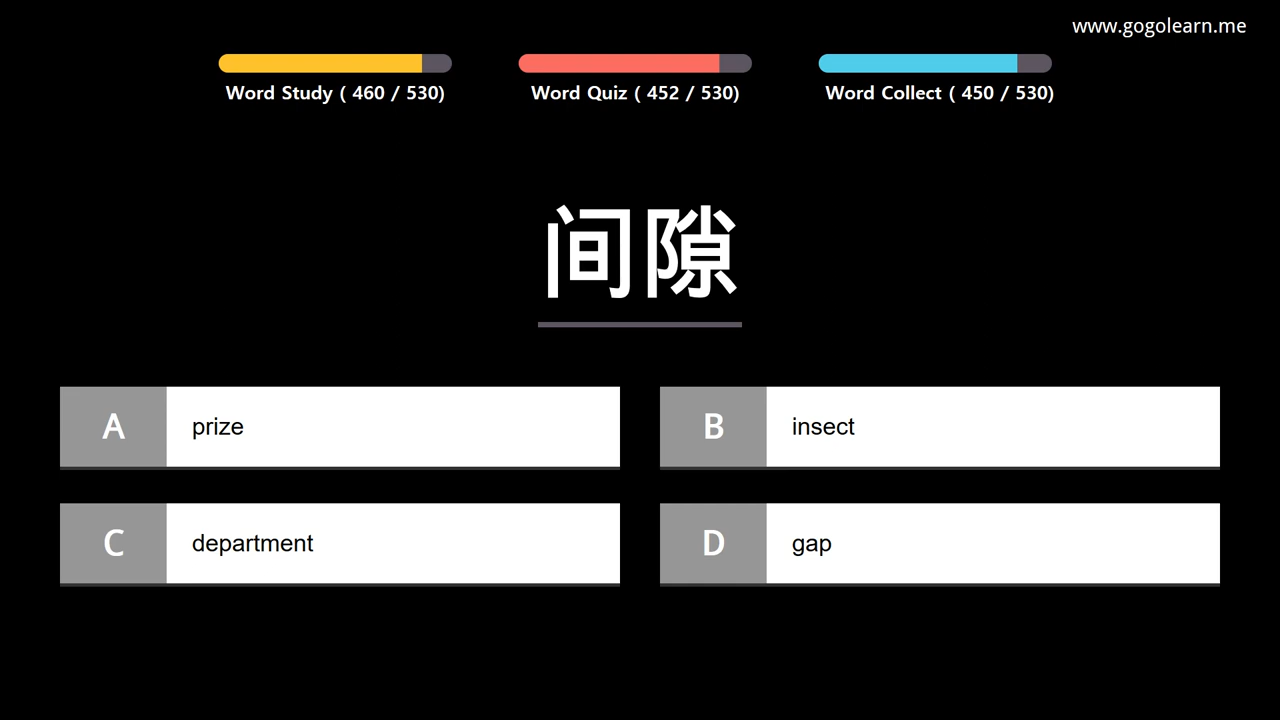 www.gogolearn.me
Word Study ( 460 / 530)
Word Quiz ( 452 / 530)
Word Collect ( 450 / 530)
间隙
A
prize
B
insect
C
department
D
gap